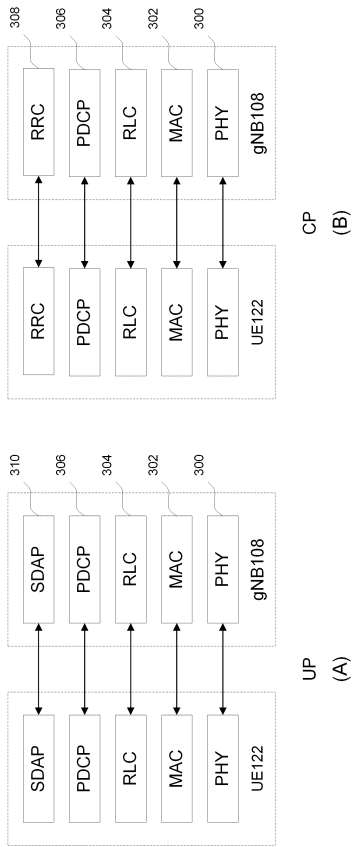 310
306
304
302
300
SDAP
SDAP
PDCP
PDCP
RLC
RLC
MAC
MAC
PHY
PHY
UE122
gNB108
UP
(A)
308
306
304
302
300
RRC
RRC
PDCP
PDCP
RLC
RLC
MAC
MAC
PHY
PHY
UE122
gNB108
CP
(B)